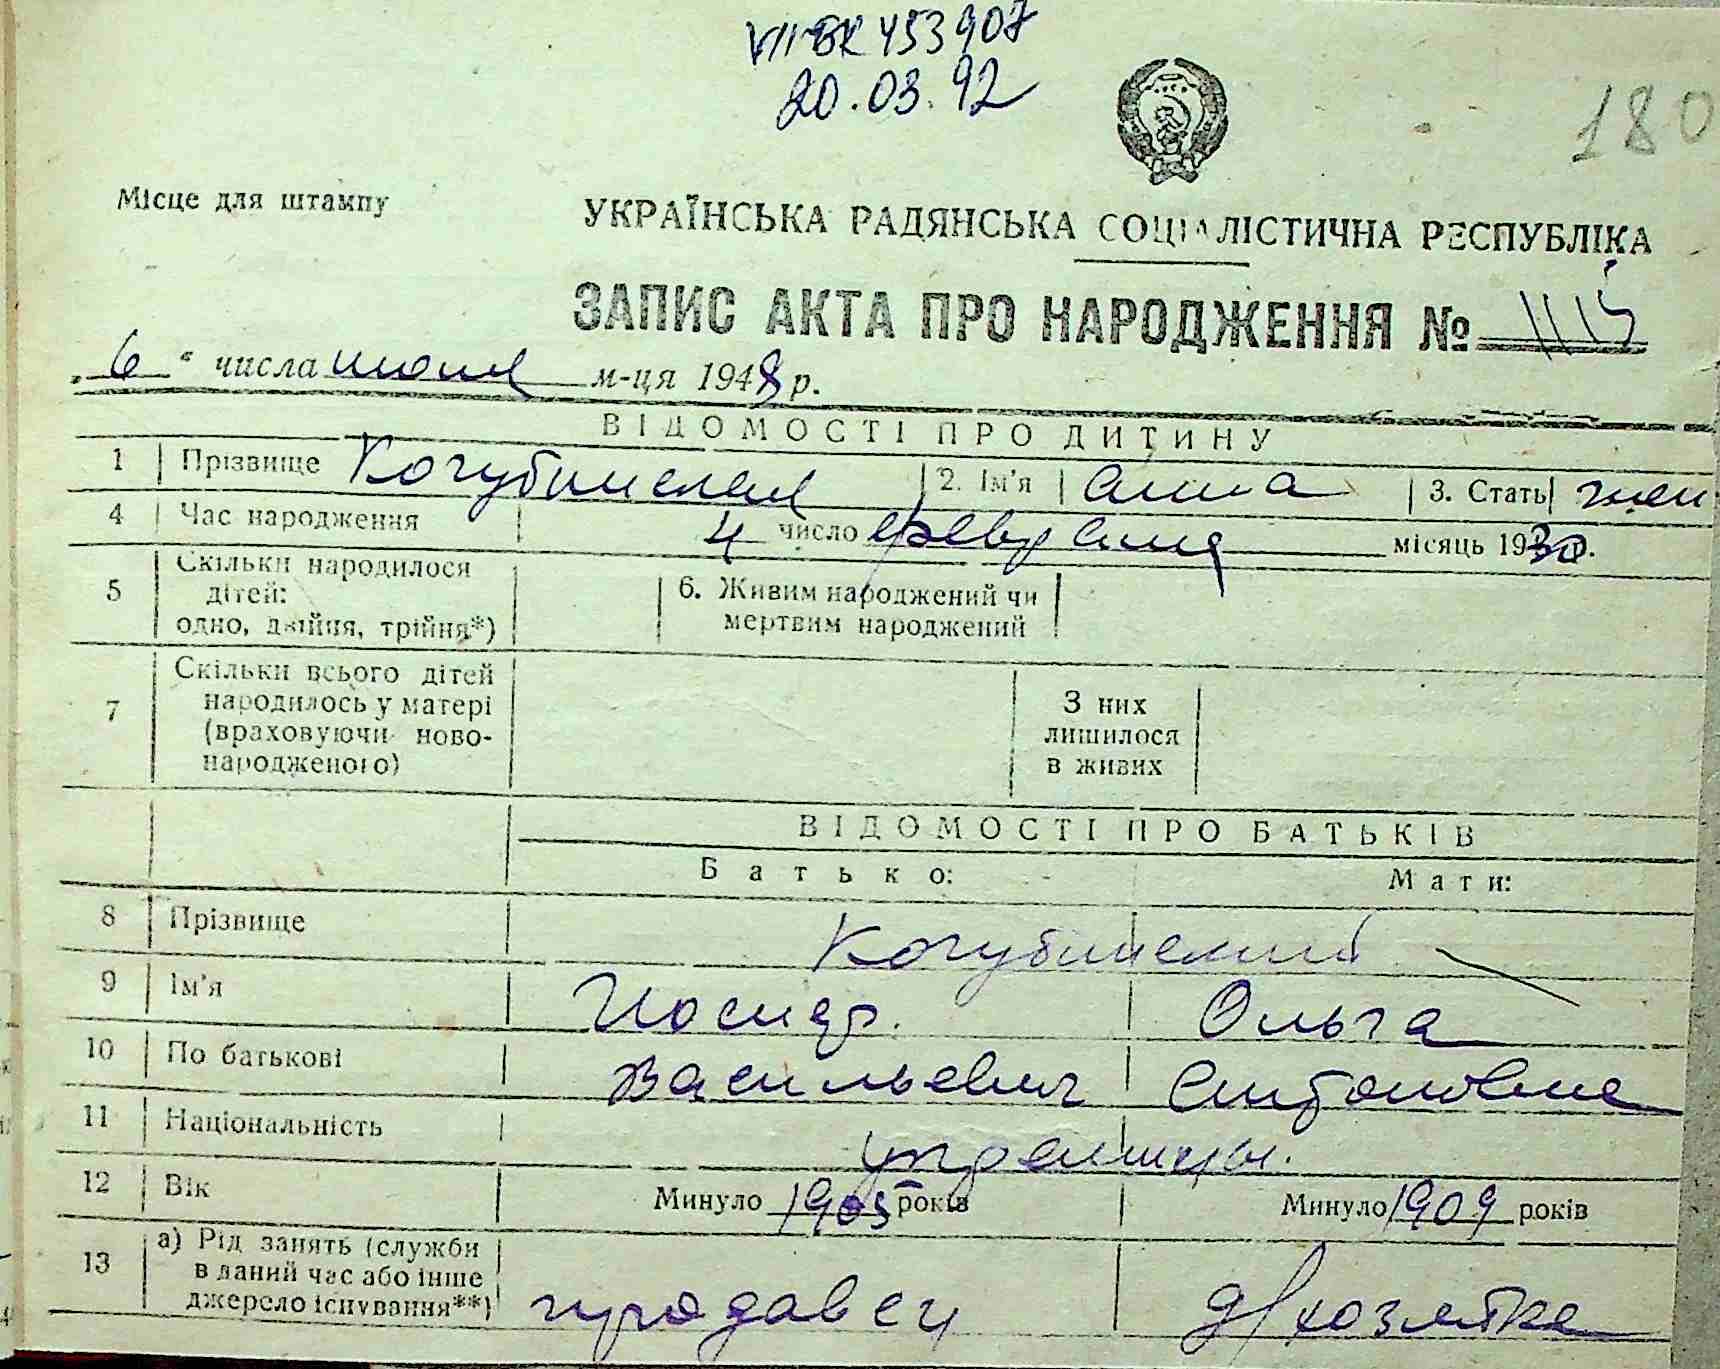 VII-БК 453907
20.03.92
180
Місце для штампу
УКРАЇНСЬКА РАДЯНСЬКА СОЦІАЛІСТИЧНА РЕСПУБЛІКА
ЗАПИС АКТА ПРО НАРОДЖЕННЯ №
„6“ числа м-ця 1948 р.
ВІДОМОСТІ ПРО ДИТИНУ
1 Прізвище Коцубинская 2. Ім'я Анна 3. Стать жен
4 Час народження 4 число февраля місяць 1930 р.
5 Скільки народилося дітей: одно, двійня, трійня*) 6. Живим народжений чи мертвим народжений
7 Скільки всього дітей народилось у матері (враховуючи новонародженого) З них лишилося в живих
ВІДОМОСТІ ПРО БАТЬКІВ
Батько: Мати:
8 Прізвище Коцубинский
9 Ім'я Иосиф. Ольга
10 По батькові Васильевич Антоновна
11 Національність украинцы.
12 Вік Минуло 1905 років Минуло 1909 років
13 а) Рід занять (служби в даний час або інше джерело існування**) продавец д/хозяйка